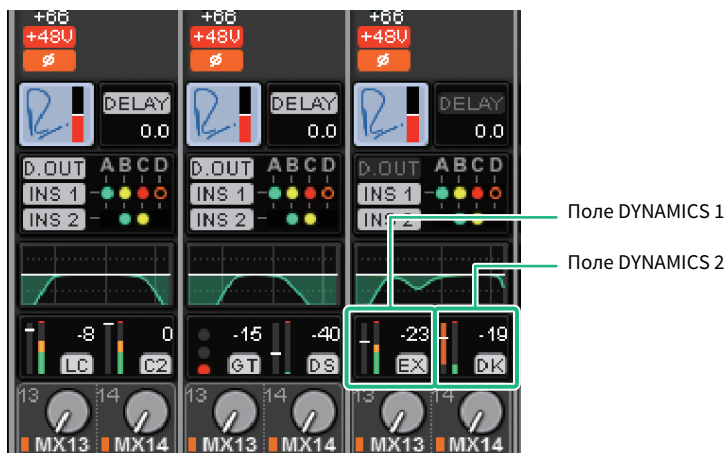 +66 +66 +66
+48V +48V +48V
ø ø ø
DELAY DELAY DELAY
0.0 0.0 0.0
D.OUT A B C D D.OUT A B C D D.OUT A B C D
INS 1 INS 1 INS 1
INS 2 INS 2 INS 2
Поле DYNAMICS 1
Поле DYNAMICS 2
-8 0 -15 -40 -23 -19
LC C2 GT DS EX DK
13 14 13 14 13 14
MX13 MX14 MX13 MX14 MX13 MX14